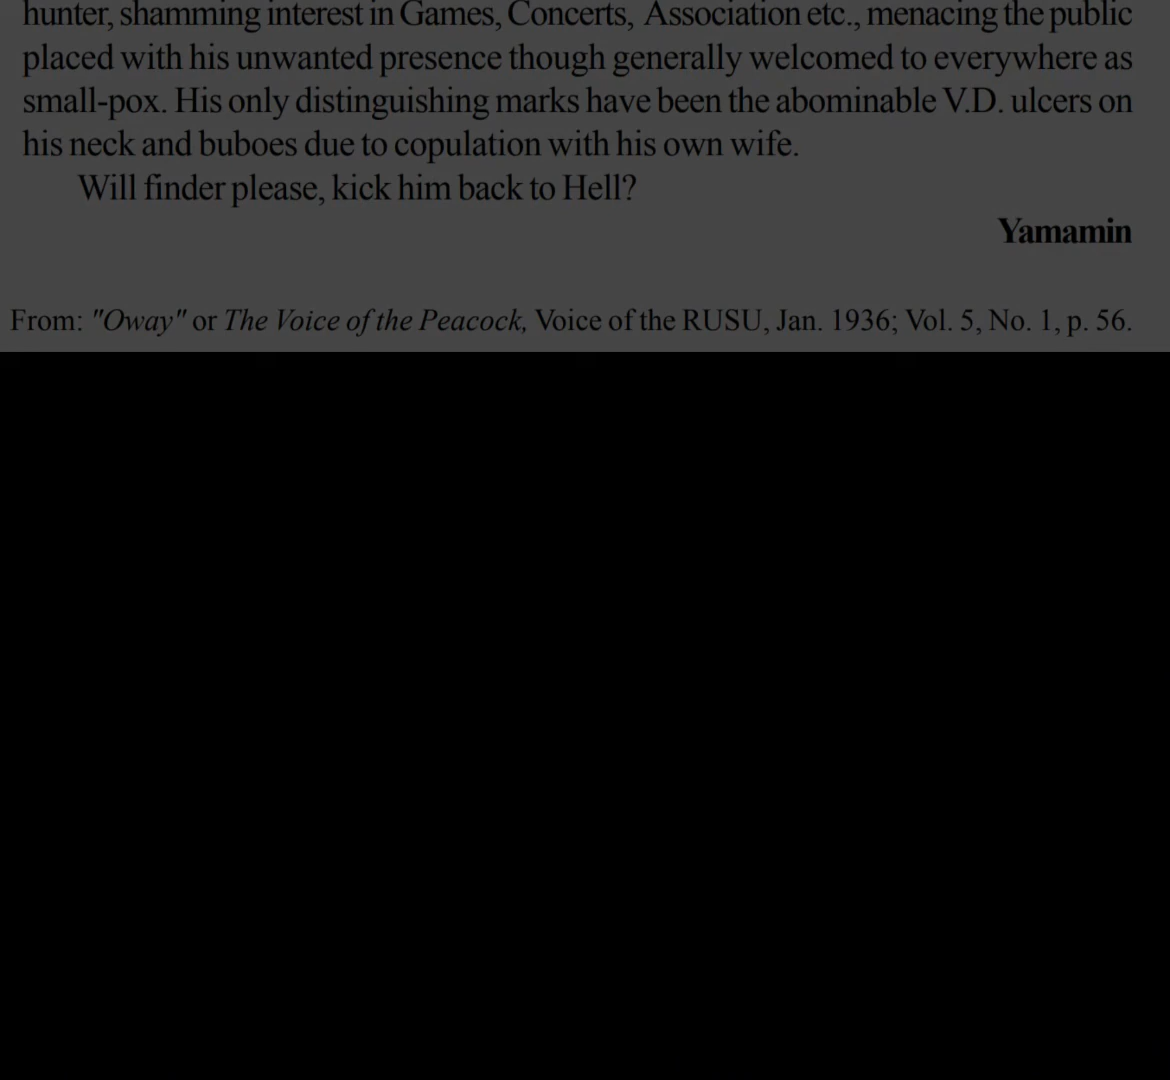 hunter, shamming interest in Games, Concerts, Association etc., menacing the public
placed with his unwanted presence though generally welcomed to everywhere as
small-pox. His only distinguishing marks have been the abominable V.D. ulcers on
his neck and buboes due to copulation with his own wife.
Will finder please, kick him back to Hell?
Yamamin
From: "Oway" or The Voice of the Peacock, Voice of the RUSU, Jan. 1936; Vol. 5, No. 1, p. 56.